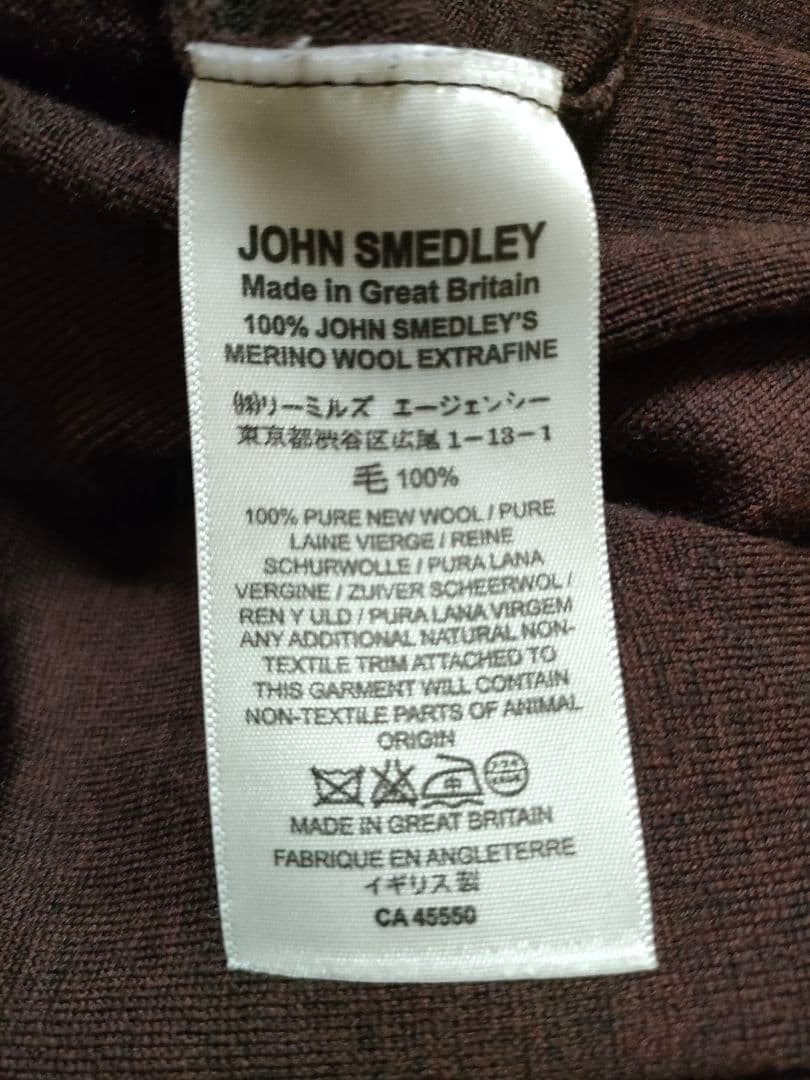 JOHN SMEDLEY
Made in Great Britain
100% JOHN SMEDLEY'S
MERINO WOOL EXTRAFINE
㈱リーミルズ エージェンシー
東京都渋谷区広尾1-13-1
毛 100%
100% PURE NEW WOOL / PURE
LAINE VIERGE / REINE
SCHURWOLLE / PURA LANA
VERGINE / ZUIVER SCHEERWOL /
REN Y ULD / PURA LANA VIRGEM
ANY ADDITIONAL NATURAL NON-
TEXTILE TRIM ATTACHED TO
THIS GARMENT WILL CONTAIN
NON-TEXTILE PARTS OF ANIMAL
ORIGIN
中 ドライ
MADE IN GREAT BRITAIN
FABRIQUE EN ANGLETERRE
イギリス製
CA 45550